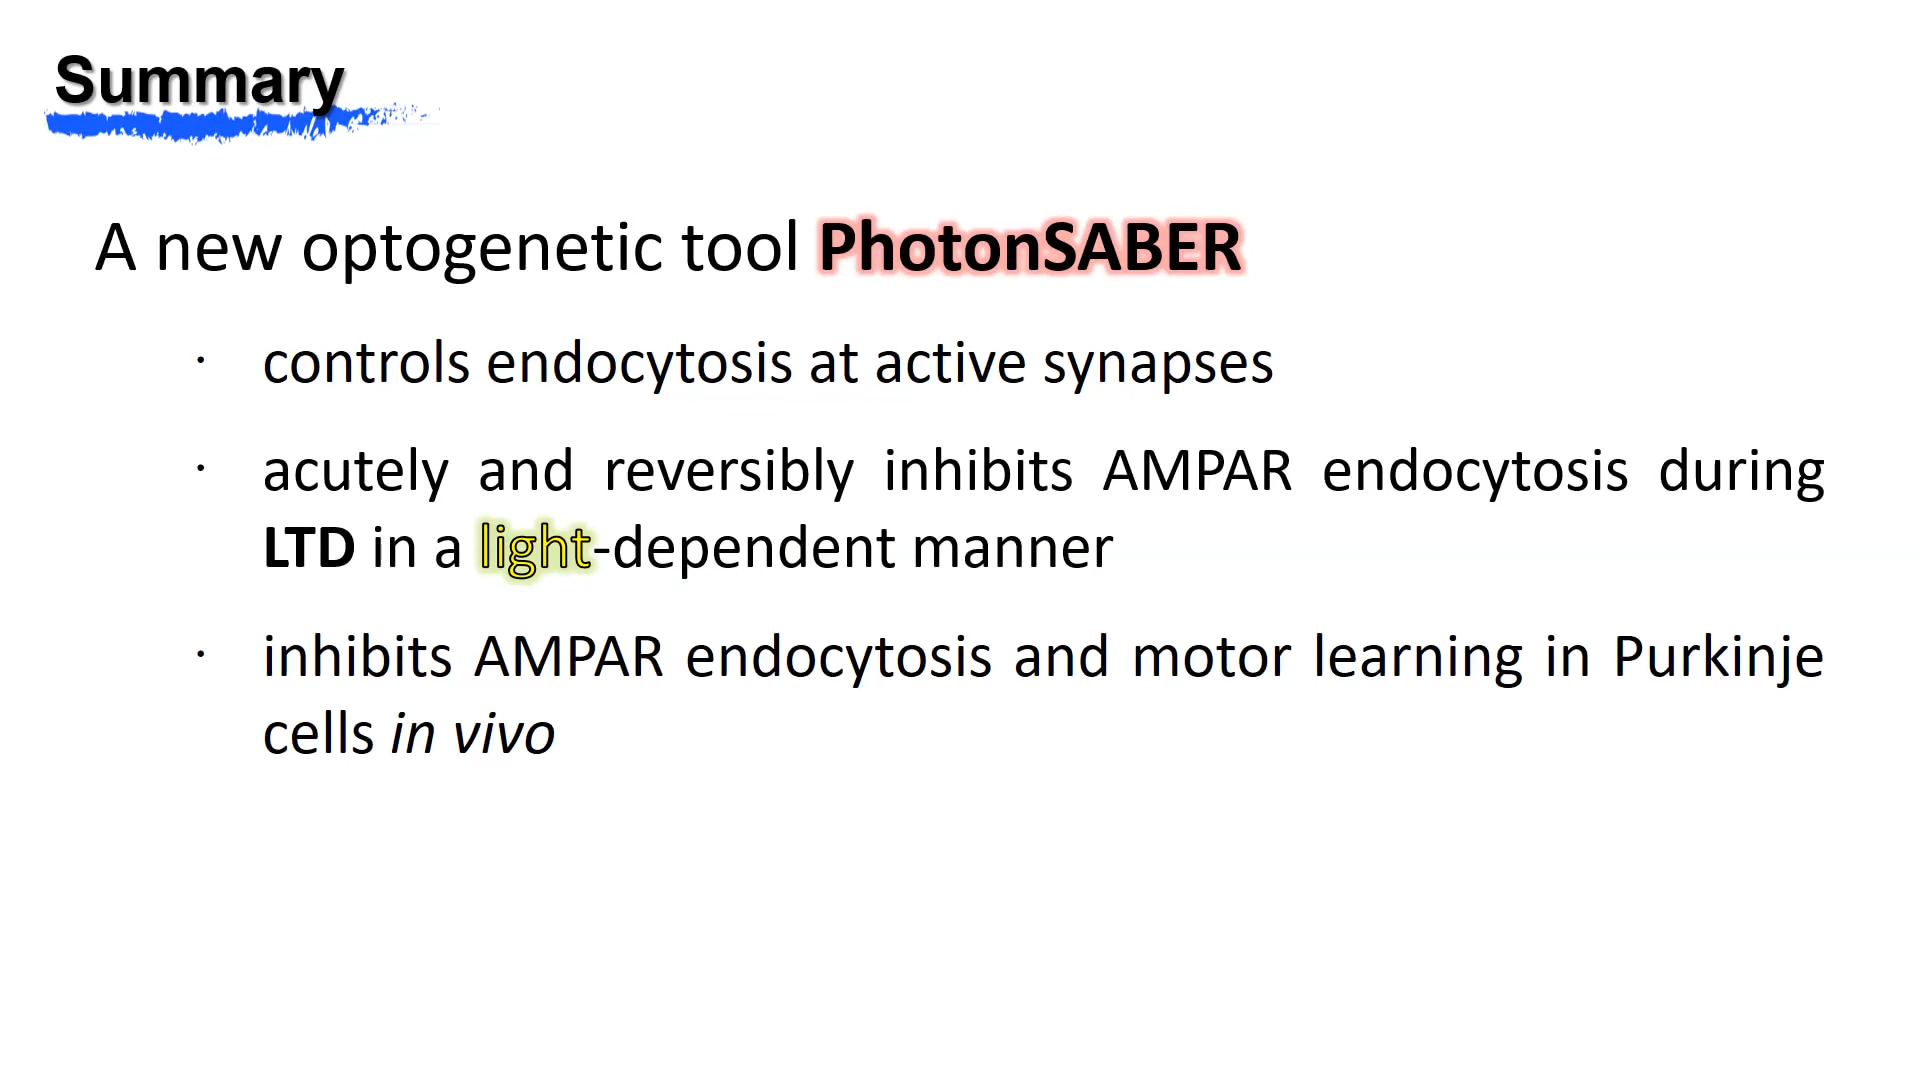 Summary
A new optogenetic tool PhotonSABER
· controls endocytosis at active synapses
· acutely and reversibly inhibits AMPAR endocytosis during
LTD in a light-dependent manner
· inhibits AMPAR endocytosis and motor learning in Purkinje
cells in vivo